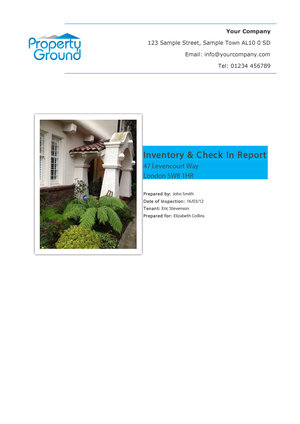 Your Company
Property
Ground
123 Sample Street, Sample Town AL10 0 SD
Email: info@yourcompany.com
Tel: 01234 456789
Inventory & Check In Report
47 Levencourt Way
London SW8 1HR
Prepared by: John Smith
Date of Inspection: 16/03/12
Tenant: Eric Stevenson
Prepared for: Elizabeth Collins